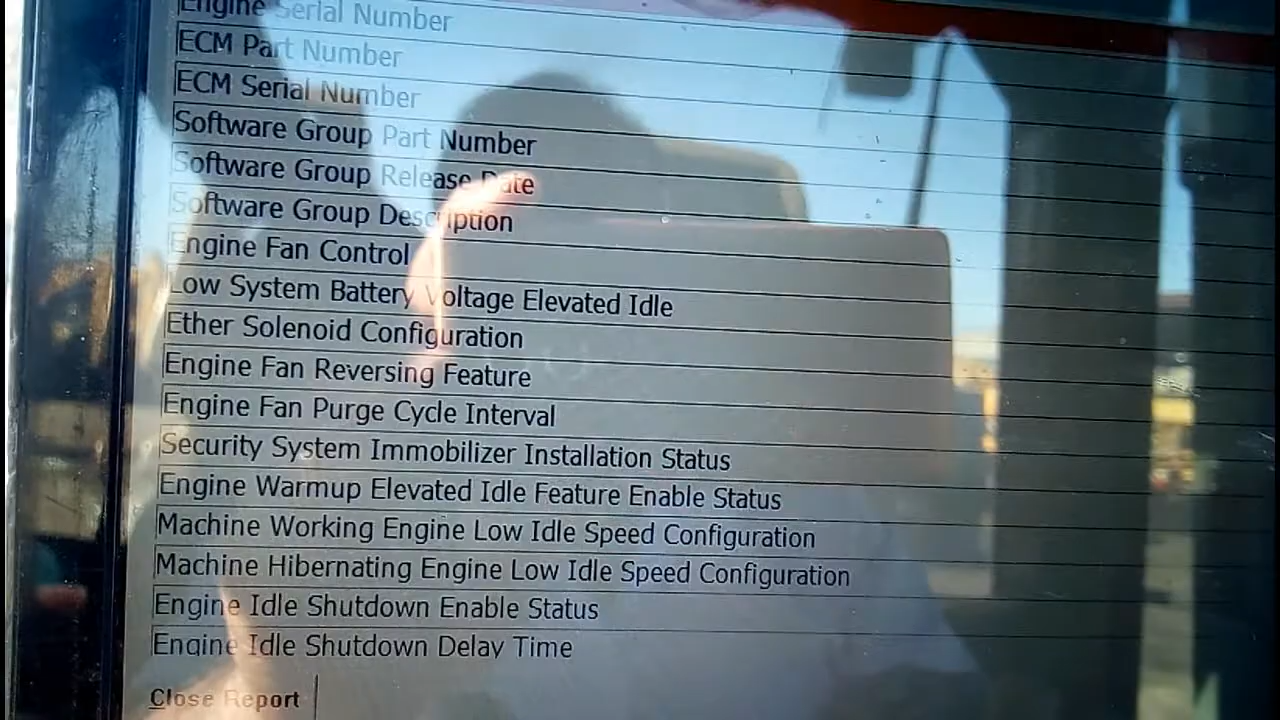 Engine Serial Number
ECM Part Number
ECM Serial Number
Software Group Part Number
Software Group Release Date
Software Group Description
Engine Fan Control
Low System Battery Voltage Elevated Idle
Ether Solenoid Configuration
Engine Fan Reversing Feature
Engine Fan Purge Cycle Interval
Security System Immobilizer Installation Status
Engine Warmup Elevated Idle Feature Enable Status
Machine Working Engine Low Idle Speed Configuration
Machine Hibernating Engine Low Idle Speed Configuration
Engine Idle Shutdown Enable Status
Engine Idle Shutdown Delay Time
Close Report